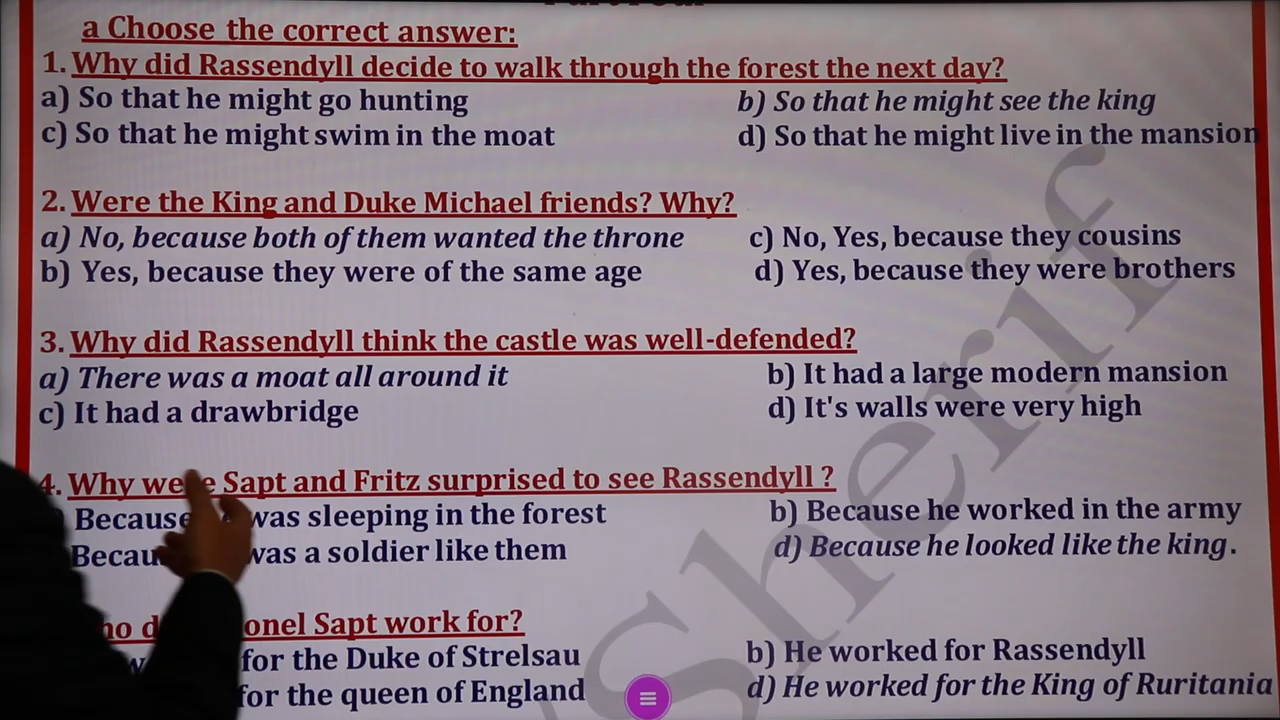 a Choose the correct answer:
1. Why did Rassendyll decide to walk through the forest the next day?
a) So that he might go hunting b) So that he might see the king
c) So that he might swim in the moat d) So that he might live in the mansion
2. Were the King and Duke Michael friends? Why?
a) No, because both of them wanted the throne c) No, Yes, because they cousins
b) Yes, because they were of the same age d) Yes, because they were brothers
3. Why did Rassendyll think the castle was well-defended?
a) There was a moat all around it b) It had a large modern mansion
c) It had a drawbridge d) It's walls were very high
4. Why were Sapt and Fritz surprised to see Rassendyll ?
Because was sleeping in the forest b) Because he worked in the army
was a soldier like them d) Because he looked like the king.
Sapt work for?
for the Duke of Strelsau b) He worked for Rassendyll
for the queen of England d) He worked for the King of Ruritania
Sherif